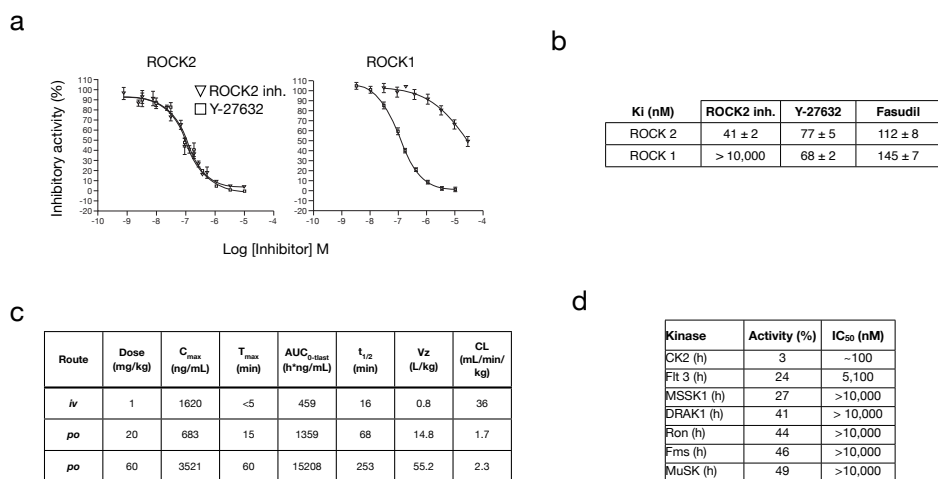 a
ROCK2
ROCK1
ROCK2 inh.
Y-27632
Inhibitory activity (%)
110
100
90
80
70
60
50
40
30
20
10
0
-10
-20
-10 -9 -8 -7 -6 -5 -4
110
100
90
80
70
60
50
40
30
20
10
0
-10
-20
-10 -9 -8 -7 -6 -5 -4
Log [Inhibitor] M
b
Ki (nM) ROCK2 inh. Y-27632 Fasudil
ROCK 2 41 ± 2 77 ± 5 112 ± 8
ROCK 1 > 10,000 68 ± 2 145 ± 7
c
Route Dose (mg/kg) Cmax (ng/mL) Tmax (min) AUC0-tlast (h*ng/mL) t1/2 (min) Vz (L/kg) CL (mL/min/kg)
iv 1 1620 <5 459 16 0.8 36
po 20 683 15 1359 68 14.8 1.7
po 60 3521 60 15208 253 55.2 2.3
d
Kinase Activity (%) IC50 (nM)
CK2 (h) 3 ~100
Flt 3 (h) 24 5,100
MSSK1 (h) 27 >10,000
DRAK1 (h) 41 > 10,000
Ron (h) 44 >10,000
Fms (h) 46 >10,000
MuSK (h) 49 >10,000